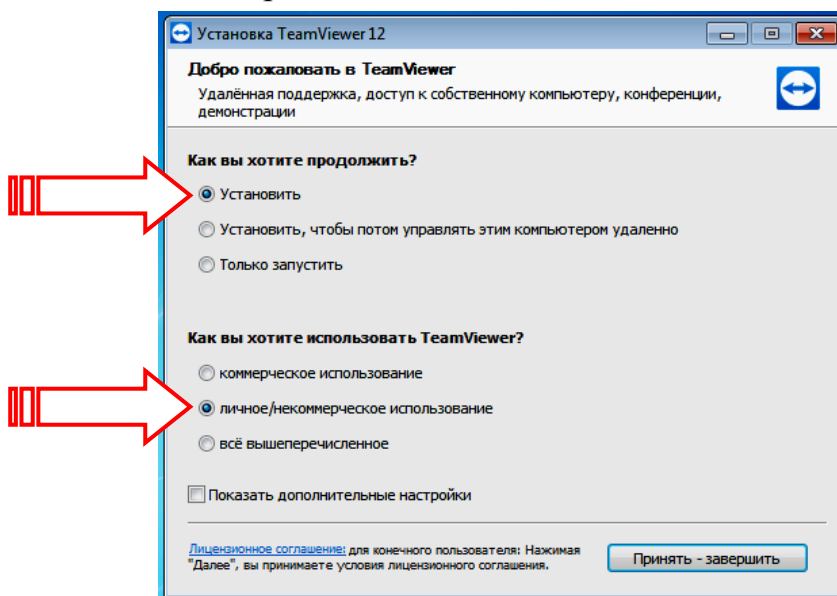 Установка TeamViewer 12
Добро пожаловать в TeamViewer
Удалённая поддержка, доступ к собственному компьютеру, конференции,
демонстрации
Как вы хотите продолжить?
Установить
Установить, чтобы потом управлять этим компьютером удаленно
Только запустить
Как вы хотите использовать TeamViewer?
коммерческое использование
личное/некоммерческое использование
всё вышеперечисленное
Показать дополнительные настройки
Лицензионное соглашение: для конечного пользователя: Нажимая
"Далее", вы принимаете условия лицензионного соглашения.
Принять - завершить